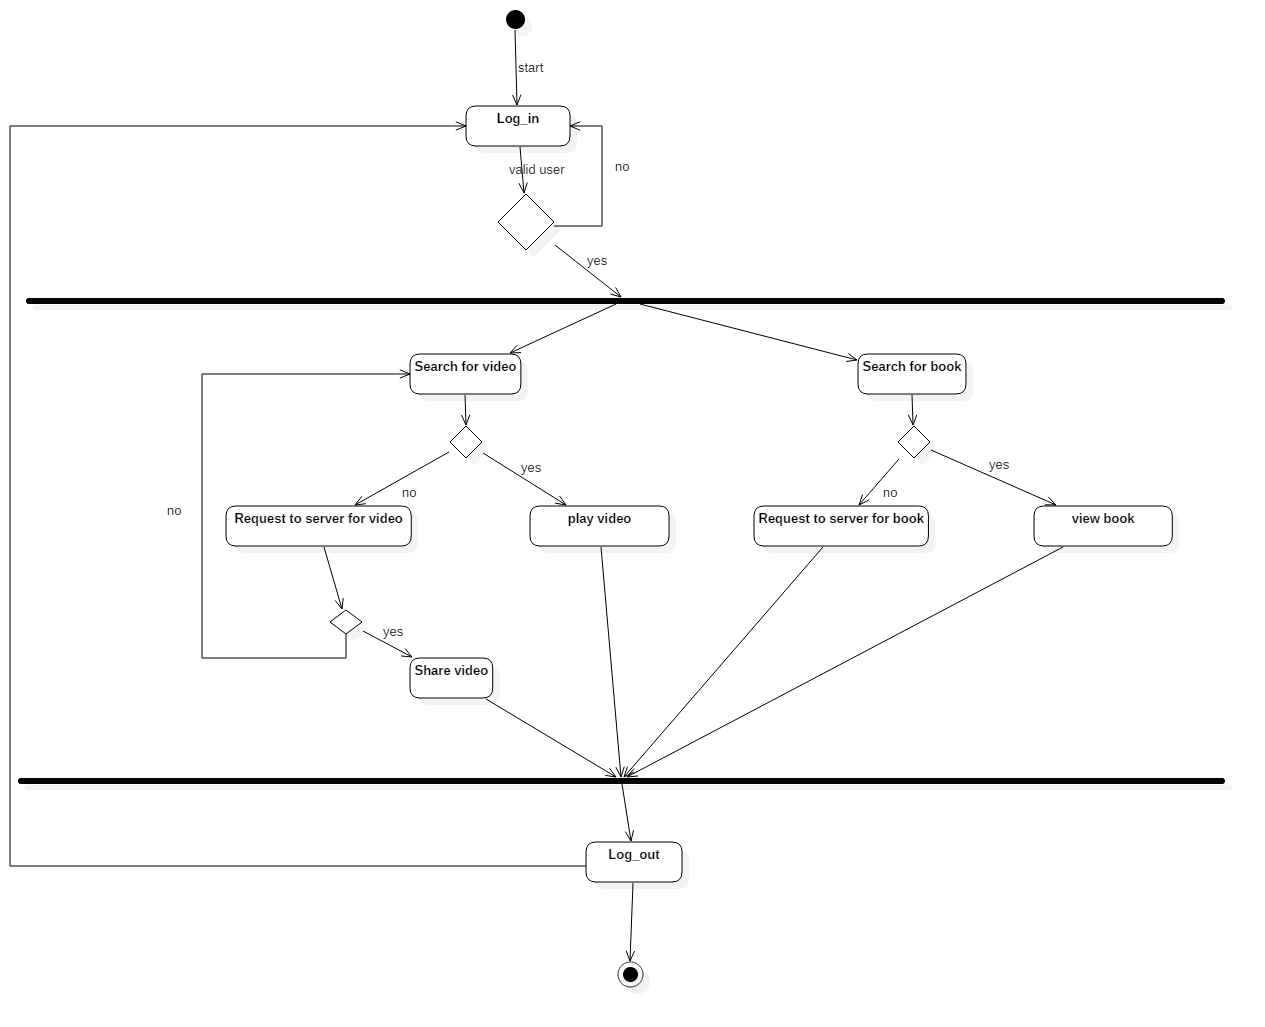 start
Log_in
valid user
no
yes
Search for video
Search for book
yes
no
yes
no
no
Request to server for video
play video
Request to server for book
view book
yes
Share video
Log_out